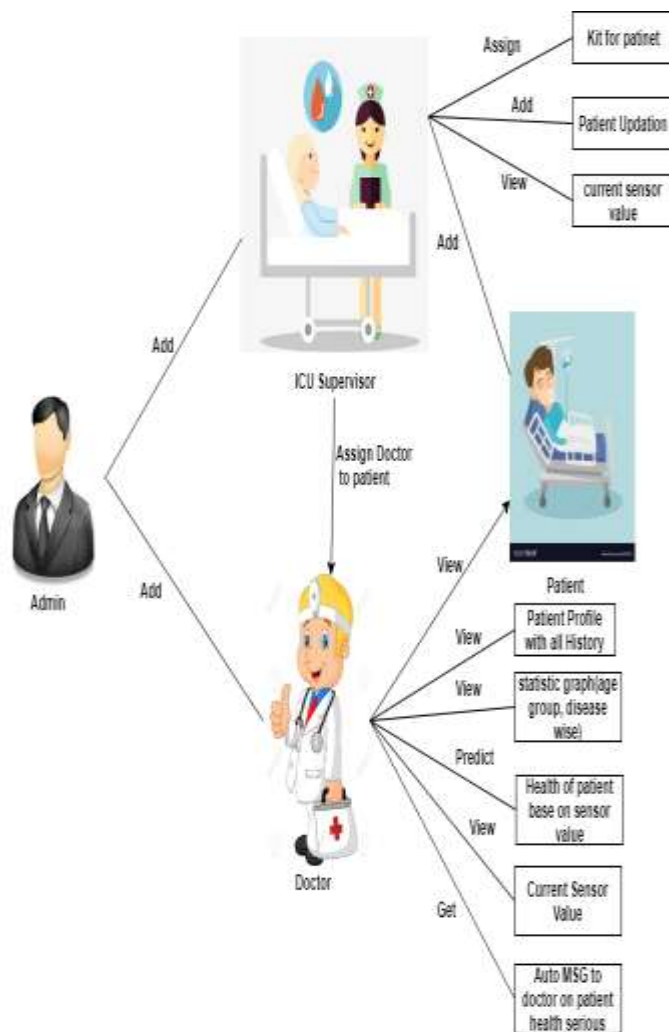 Assign
Kit for patinet
Add
Patient Updation
View
current sensor
value
Add
Add
ICU Supervisor
Assign Doctor
to patient
Admin
Add
View
Patient
View
Patient Profile
with all History
View
statistic graph(age
group, disease
wise)
Predict
Health of patient
base on sensor
value
View
Current Sensor
Value
Doctor
Get
Auto MSG to
doctor on patient
health serious